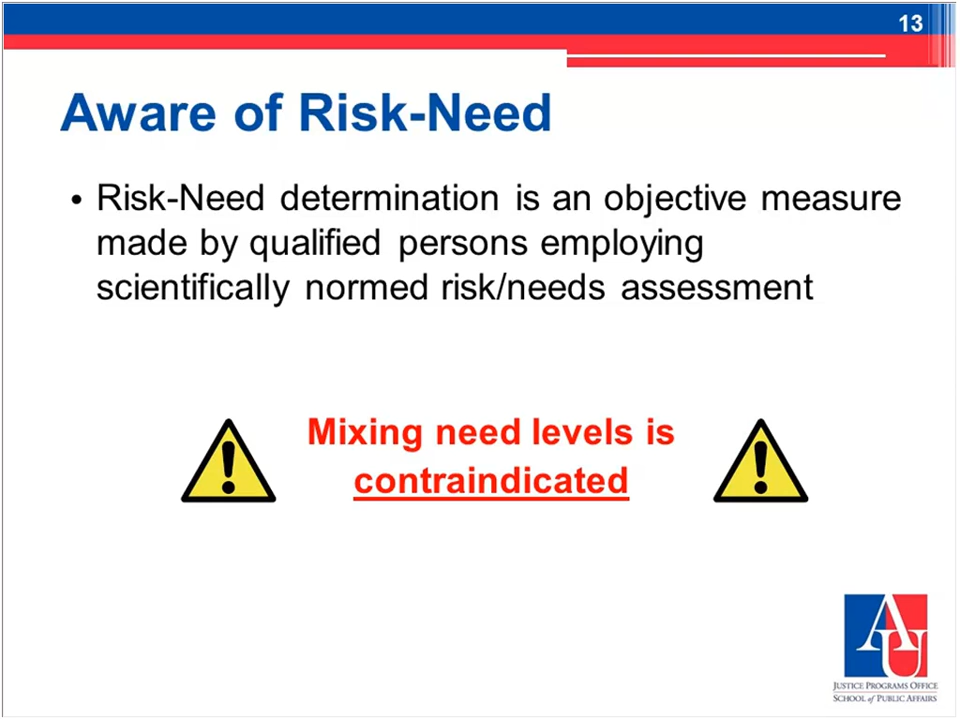 13
Aware of Risk-Need
• Risk-Need determination is an objective measure
made by qualified persons employing
scientifically normed risk/needs assessment
Mixing need levels is
contraindicated
AU
JUSTICE PROGRAMS OFFICE
SCHOOL of PUBLIC AFFAIRS